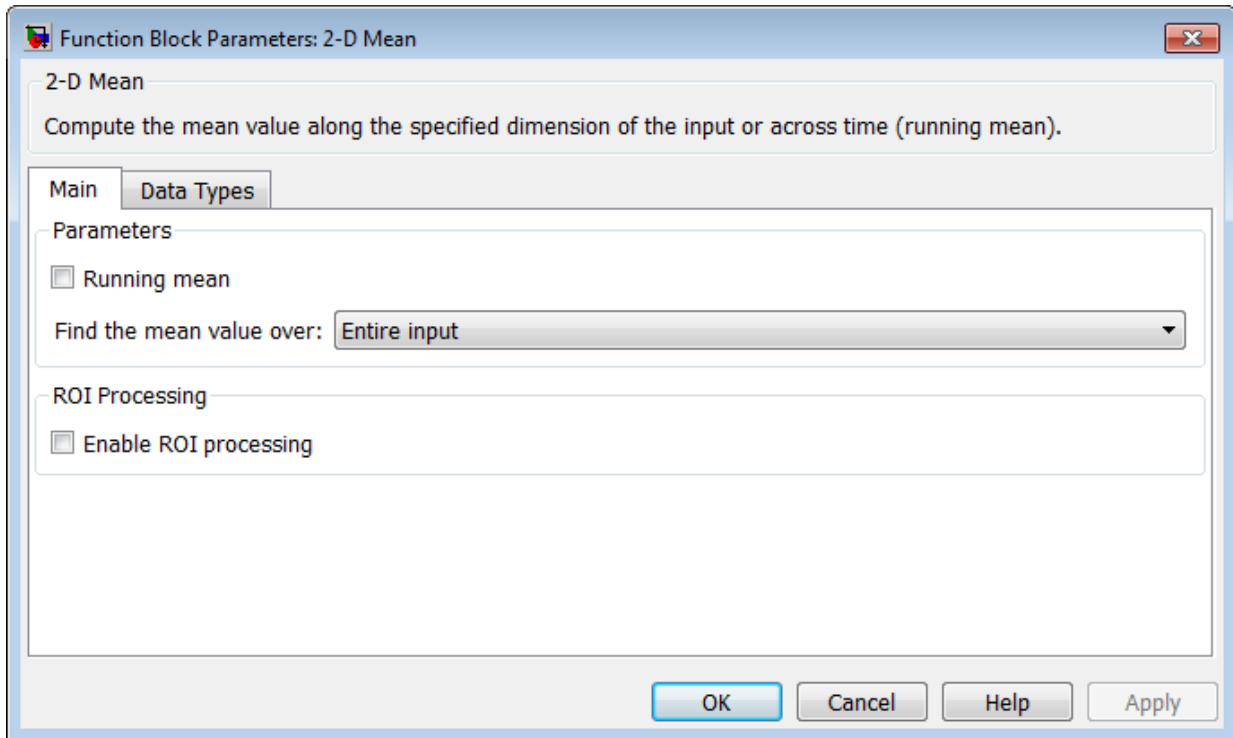 Function Block Parameters: 2-D Mean
2-D Mean
Compute the mean value along the specified dimension of the input or across time (running mean).
Main Data Types
Parameters
Running mean
Find the mean value over: Entire input
ROI Processing
Enable ROI processing
OK Cancel Help Apply